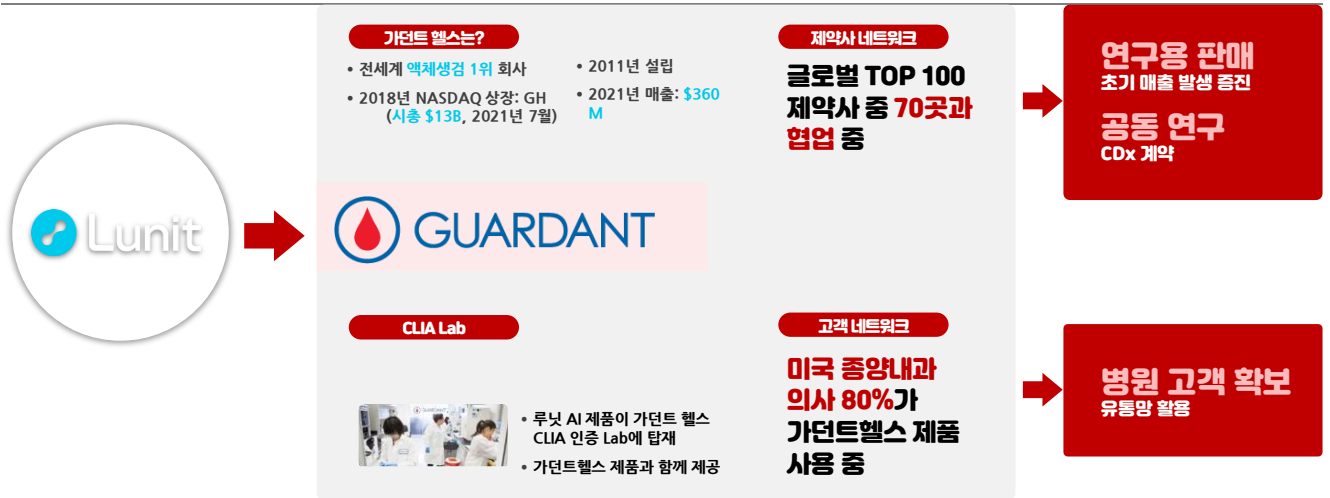 Lunit
가던트 헬스는?
• 전세계 액체생검 1위 회사
• 2018년 NASDAQ 상장: GH
(시총 $13B, 2021년 7월)
• 2011년 설립
• 2021년 매출: $360
M
GUARDANT
CLIA Lab
GUARDANT
• 루닛 AI 제품이 가던트 헬스
CLIA 인증 Lab에 탑재
• 가던트헬스 제품과 함께 제공
제약사 네트워크
글로벌 TOP 100
제약사 중 70곳과
협업 중
고객 네트워크
미국 종양내과
의사 80%가
가던트헬스 제품
사용 중
연구용 판매
초기 매출 발생 증진
공동 연구
CDx 계약
병원 고객 확보
유통망 활용